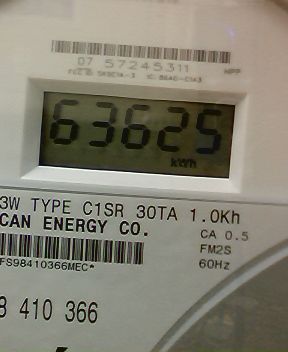 07 57245311
63625
kWh
3W TYPE C1SR 30TA 1.0Kh
CAN ENERGY CO.
CA 0.5
FM2S
FS98410366MEC*
60Hz
8 410 366